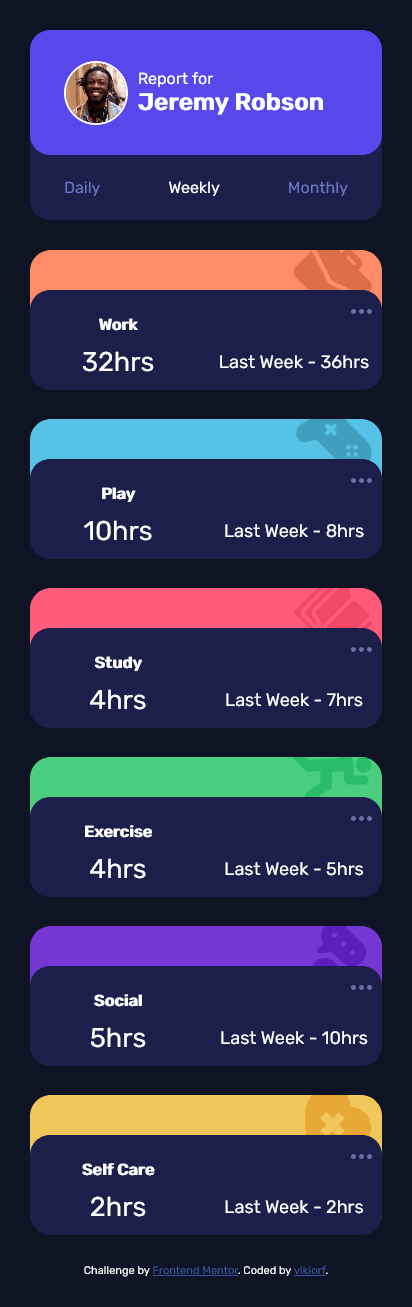 Report for
Jeremy Robson
Daily Weekly Monthly
Work
32hrs Last Week - 36hrs
Play
10hrs Last Week - 8hrs
Study
4hrs Last Week - 7hrs
Exercise
4hrs Last Week - 5hrs
Social
5hrs Last Week - 10hrs
Self Care
2hrs Last Week - 2hrs
Challenge by Frontend Mentor. Coded by vikiorf.